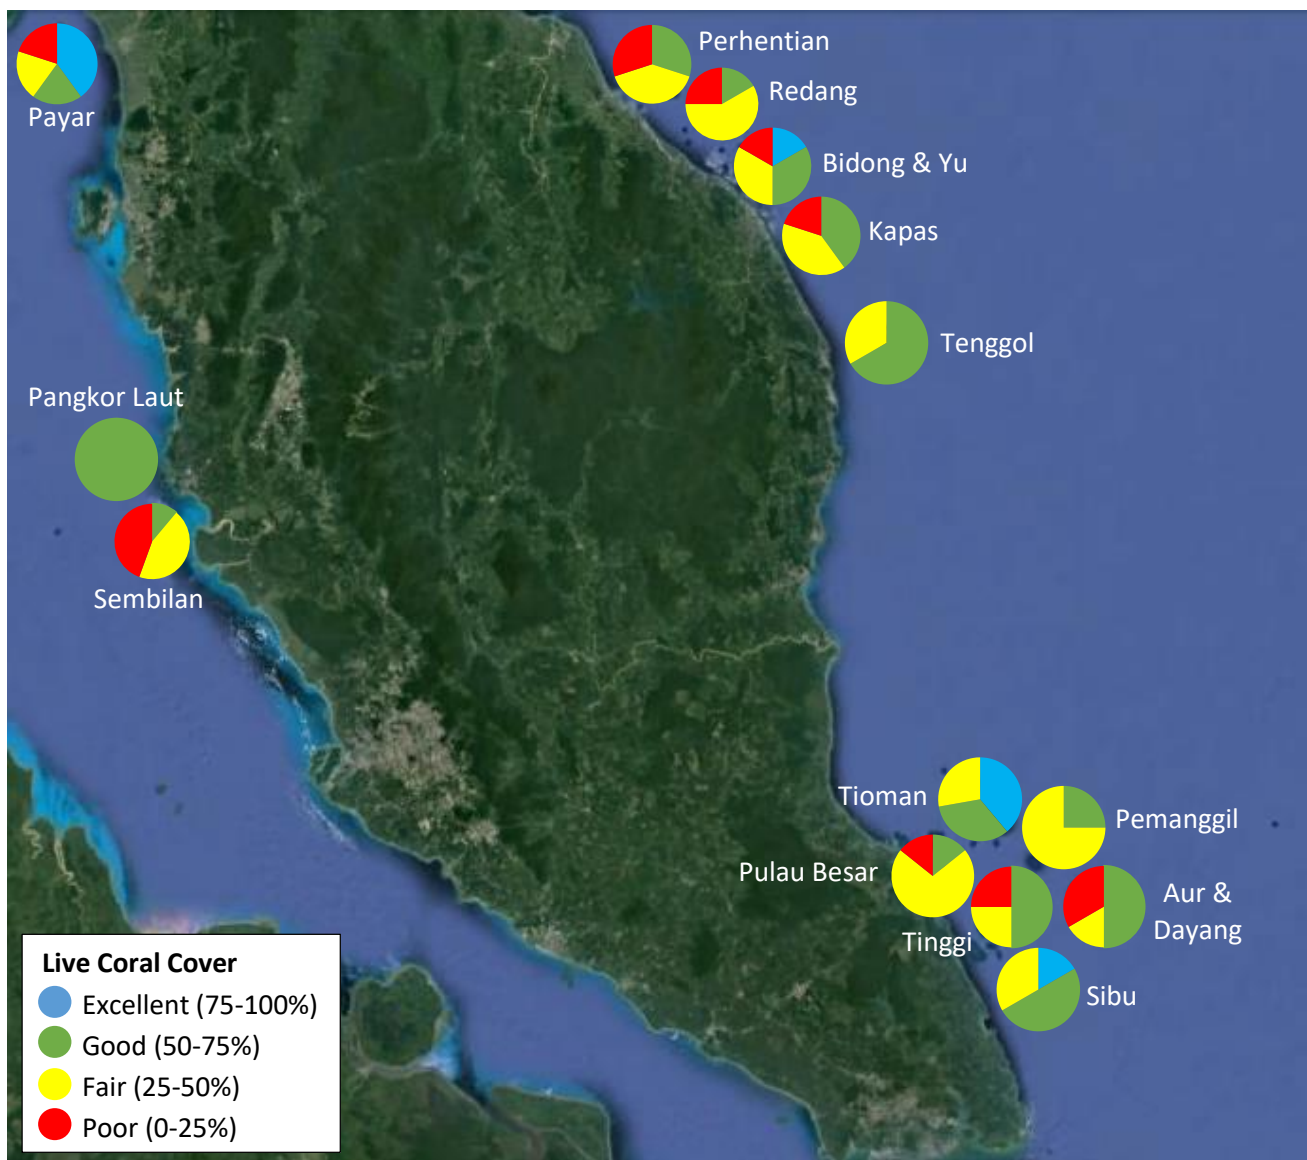 Perhentian
Redang
Payar
Bidong & Yu
Kapas
Tenggol
Pangkor Laut
Sembilan
Tioman
Pemanggil
Pulau Besar
Aur &
Dayang
Tinggi
Sibu
Live Coral Cover
Excellent (75-100%)
Good (50-75%)
Fair (25-50%)
Poor (0-25%)